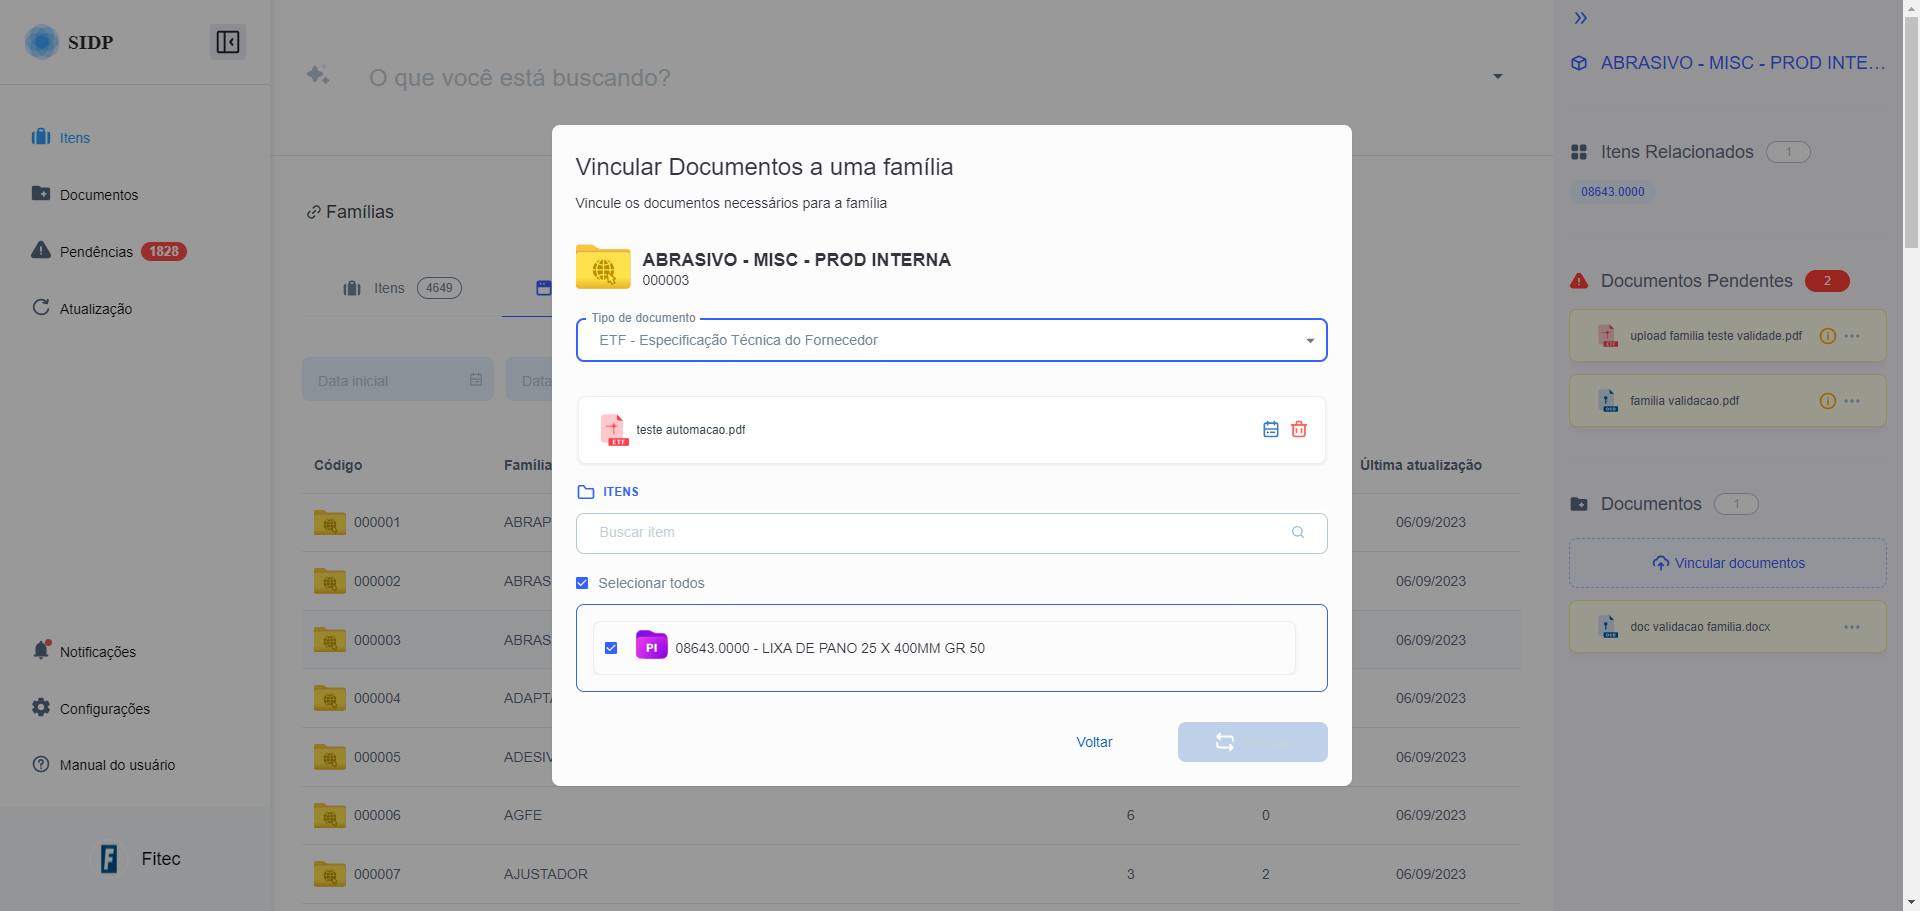 SIDP
Itens
Documentos
Pendências 1828
Atualização
Notificações
Configurações
Manual do usuário
Fitec
O que você está buscando?
Famílias
Itens 4649
Data inicial
Data
Código Família Última atualização
000001 ABRAP 06/09/2023
000002 ABRAS 06/09/2023
000003 ABRAS 06/09/2023
000004 ADAPT 06/09/2023
000005 ADESIV 06/09/2023
000006 AGFE 6 0 06/09/2023
000007 AJUSTADOR 3 2 06/09/2023
Vincular Documentos a uma família
Vincule os documentos necessários para a família
ABRASIVO - MISC - PROD INTERNA
000003
Tipo de documento
ETF - Especificação Técnica do Fornecedor
ETF
teste automacao.pdf
ITENS
Buscar item
Selecionar todos
PI
08643.0000 - LIXA DE PANO 25 X 400MM GR 50
Voltar
ABRASIVO - MISC - PROD INTE...
Itens Relacionados 1
08643.0000
Documentos Pendentes 2
upload familia teste validade.pdf
familia validacao.pdf
Documentos 1
Vincular documentos
doc validacao familia.docx